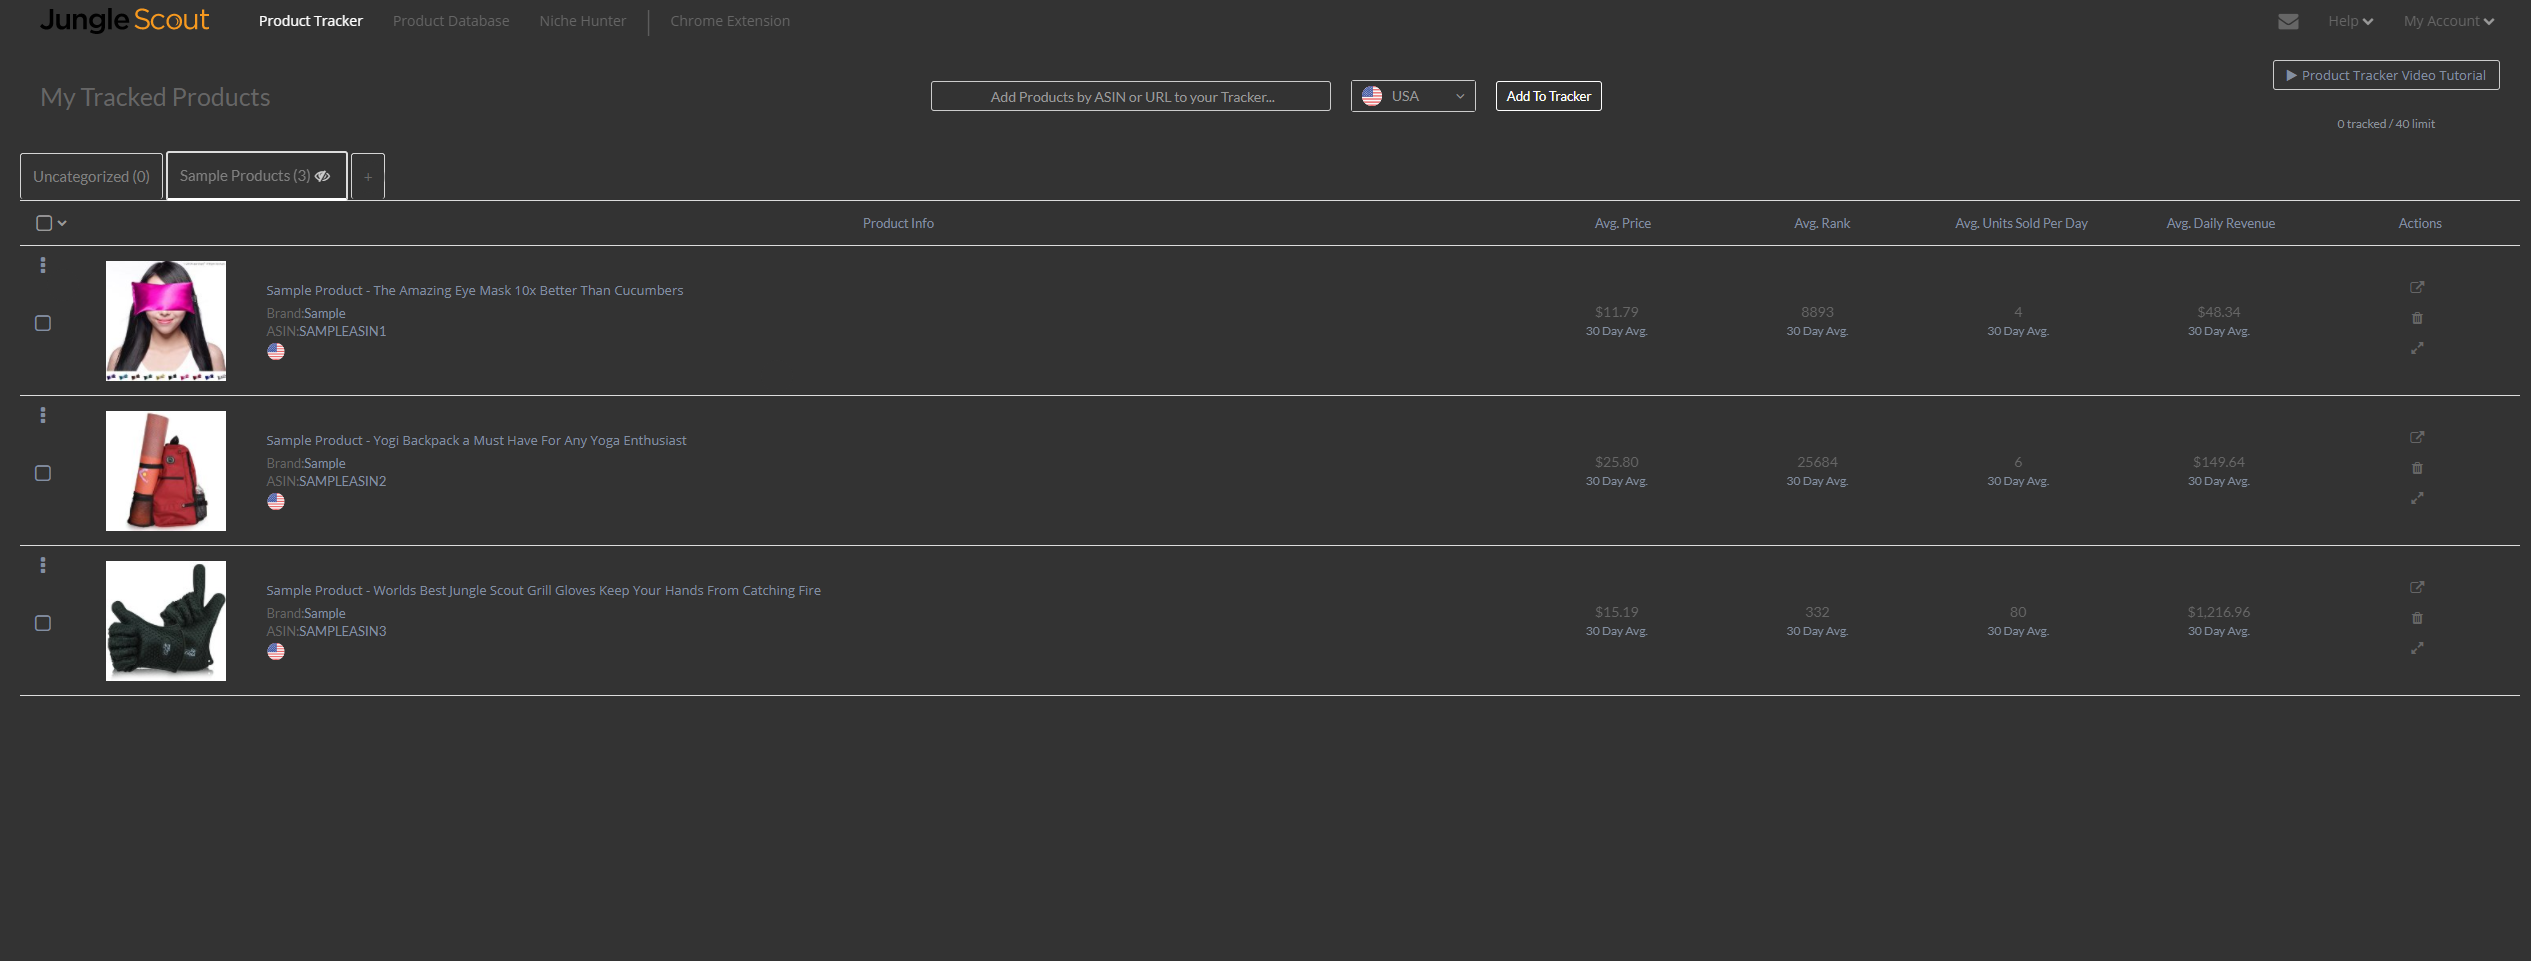 Jungle Scout
Product Tracker Product Database Niche Hunter Chrome Extension Help My Account
Product Tracker Video Tutorial
My Tracked Products
Add Products by ASIN or URL to your Tracker... USA Add To Tracker
0 tracked / 40 limit
Uncategorized (0) Sample Products (3) +
Product Info Avg. Price Avg. Rank Avg. Units Sold Per Day Avg. Daily Revenue Actions
Sample Product - The Amazing Eye Mask 10x Better Than Cucumbers
Brand:Sample
ASIN:SAMPLEASIN1
$11.79 8893 4 $48.34
30 Day Avg. 30 Day Avg. 30 Day Avg. 30 Day Avg.
Sample Product - Yogi Backpack a Must Have For Any Yoga Enthusiast
Brand:Sample
ASIN:SAMPLEASIN2
$25.80 25684 6 $149.64
30 Day Avg. 30 Day Avg. 30 Day Avg. 30 Day Avg.
Sample Product - Worlds Best Jungle Scout Grill Gloves Keep Your Hands From Catching Fire
Brand:Sample
ASIN:SAMPLEASIN3
$15.19 332 80 $1,216.96
30 Day Avg. 30 Day Avg. 30 Day Avg. 30 Day Avg.